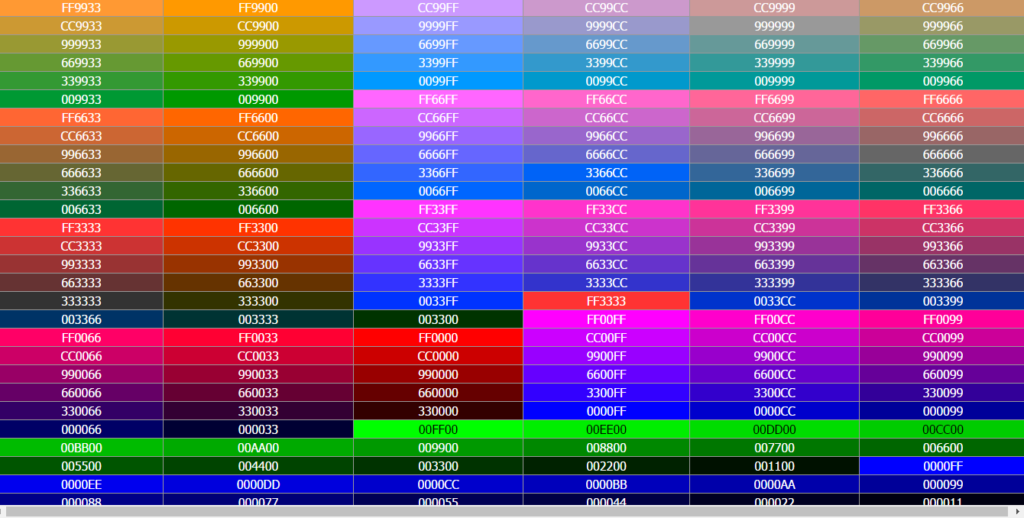 FF9933 FF9900 CC99FF CC99CC CC9999 CC9966
CC9933 CC9900 9999FF 9999CC 999999 999966
999933 999900 6699FF 6699CC 669999 669966
669933 669900 3399FF 3399CC 339999 339966
339933 339900 0099FF 0099CC 009999 009966
009933 009900 FF66FF FF66CC FF6699 FF6666
FF6633 FF6600 CC66FF CC66CC CC6699 CC6666
CC6633 CC6600 9966FF 9966CC 996699 996666
996633 996600 6666FF 6666CC 666699 666666
666633 666600 3366FF 3366CC 336699 336666
336633 336600 0066FF 0066CC 006699 006666
006633 006600 FF33FF FF33CC FF3399 FF3366
FF3333 FF3300 CC33FF CC33CC CC3399 CC3366
CC3333 CC3300 9933FF 9933CC 993399 993366
993333 993300 6633FF 6633CC 663399 663366
663333 663300 3333FF 3333CC 333399 333366
333333 333300 0033FF FF3333 0033CC 003399
003366 003333 003300 FF00FF FF00CC FF0099
FF0066 FF0033 FF0000 CC00FF CC00CC CC0099
CC0066 CC0033 CC0000 9900FF 9900CC 990099
990066 990033 990000 6600FF 6600CC 660099
660066 660033 660000 3300FF 3300CC 330099
330066 330033 330000 0000FF 0000CC 000099
000066 000033 00FF00 00EE00 00DD00 00CC00
00BB00 00AA00 009900 008800 007700 006600
005500 004400 003300 002200 001100 0000FF
0000EE 0000DD 0000CC 0000BB 0000AA 000099
000088 000077 000055 000044 000022 000011